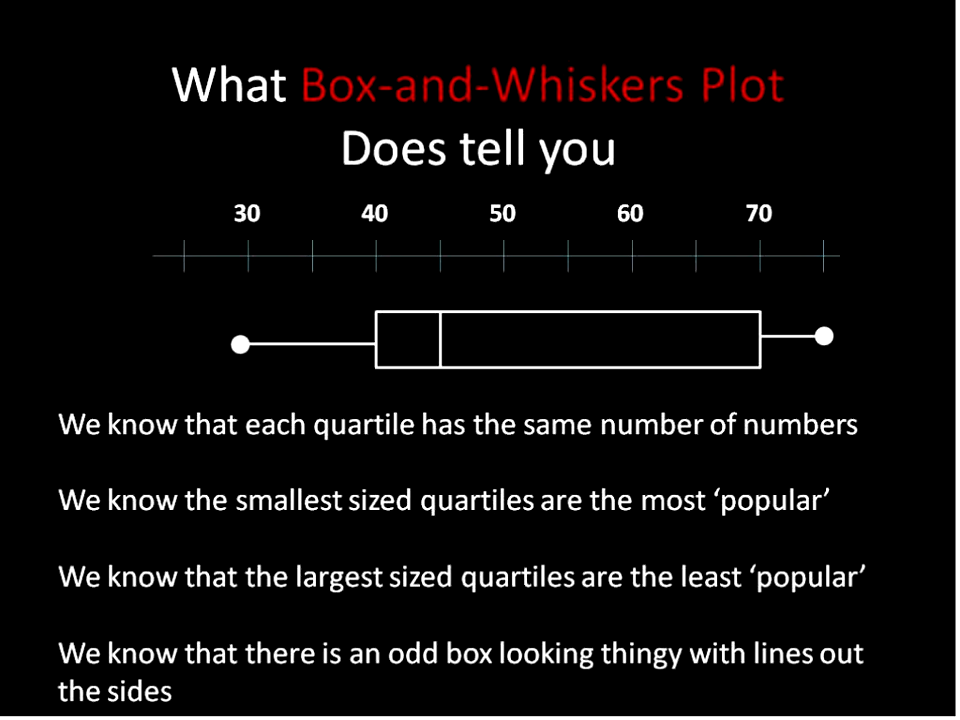 What Box-and-Whiskers Plot
Does tell you
30 40 50 60 70
We know that each quartile has the same number of numbers
We know the smallest sized quartiles are the most ‘popular’
We know that the largest sized quartiles are the least ‘popular’
We know that there is an odd box looking thingy with lines out
the sides